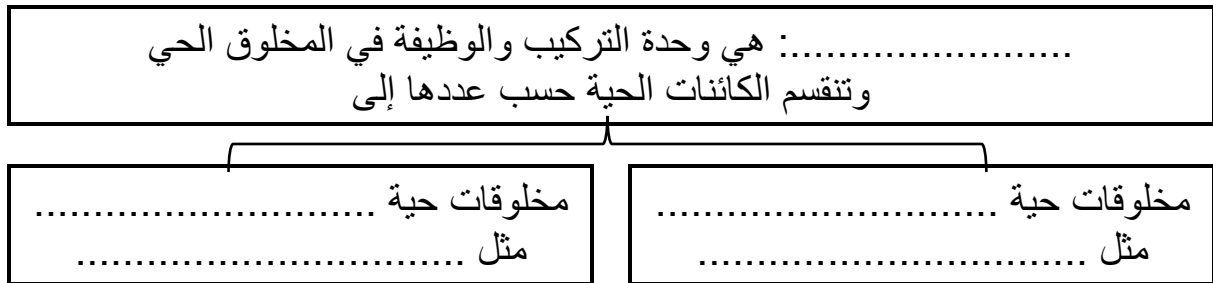 ........................: هي وحدة التركيب والوظيفة في المخلوق الحي
وتنقسم الكائنات الحية حسب عددها إلى
مخلوقات حية .............................
مثل .................................
مخلوقات حية .............................
مثل .................................